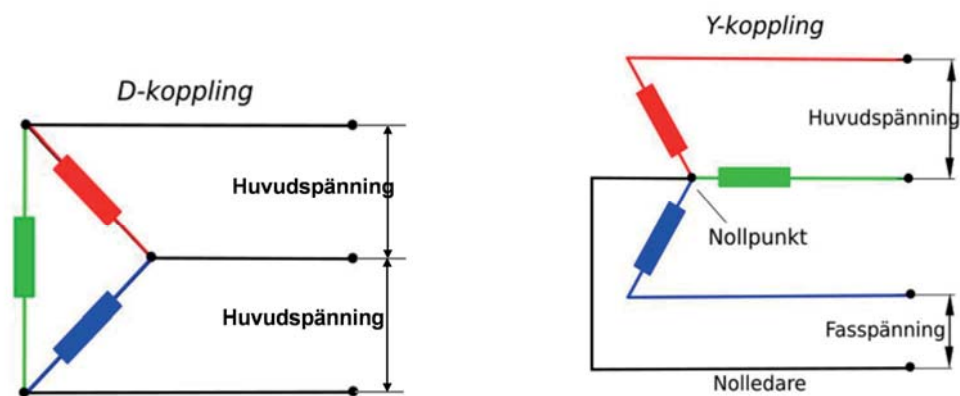 D-koppling
Huvudspänning
Huvudspänning
Y-koppling
Huvudspänning
Nollpunkt
Fasspänning
Nolledare